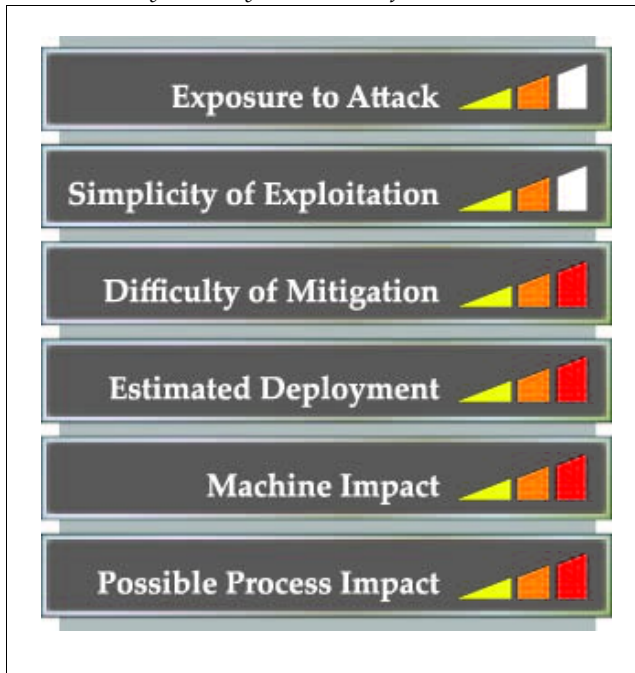 Exposure to Attack
Simplicity of Exploitation
Difficulty of Mitigation
Estimated Deployment
Machine Impact
Possible Process Impact